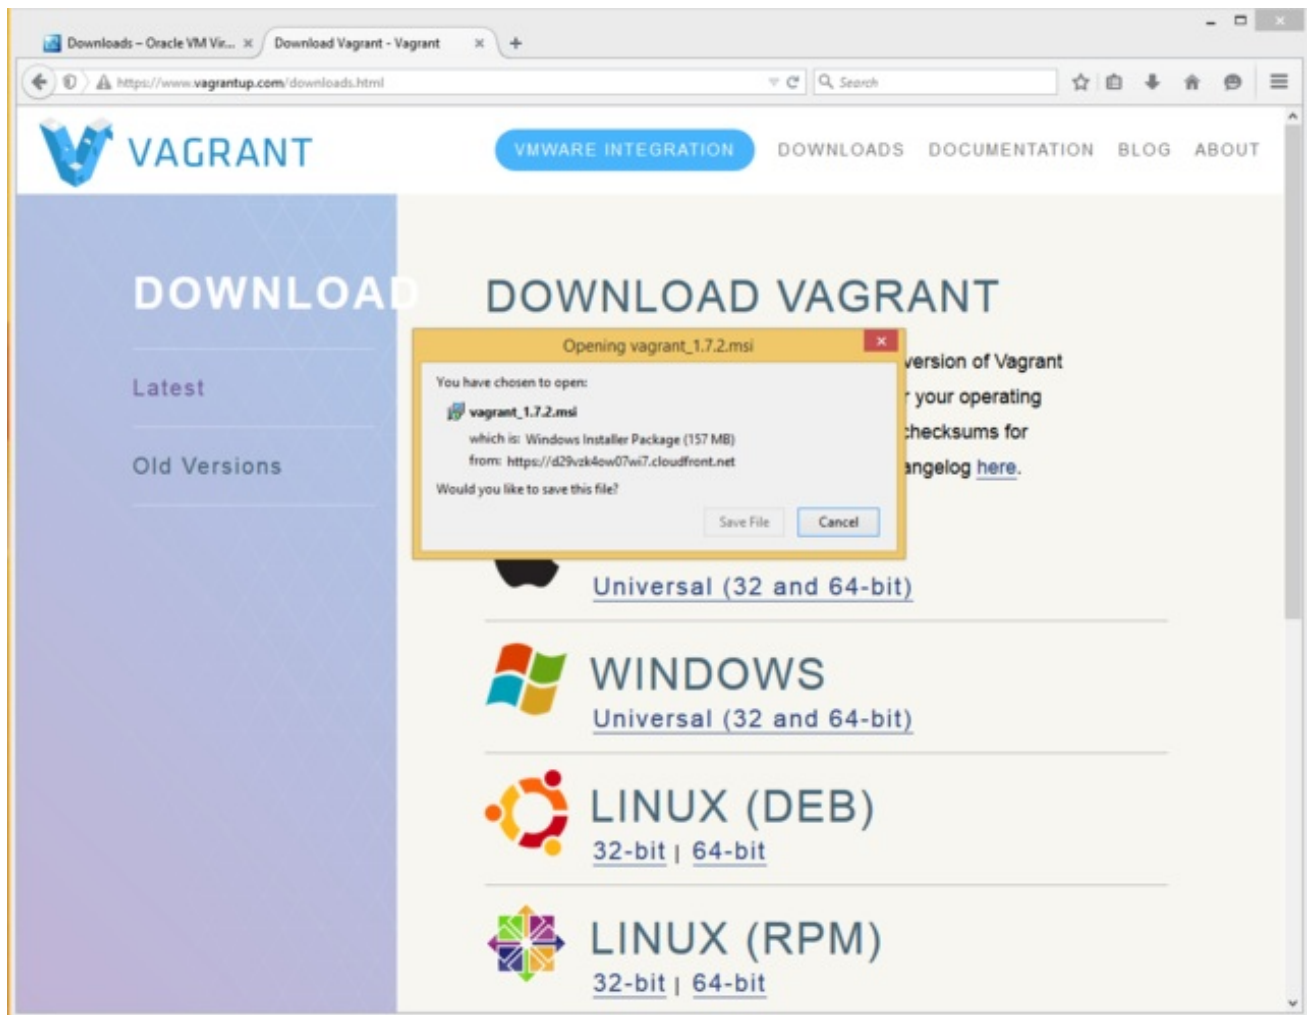 Downloads – Oracle VM Vir...
Download Vagrant - Vagrant
https://www.vagrantup.com/downloads.html
Search
VAGRANT
VMWARE INTEGRATION
DOWNLOADS
DOCUMENTATION
BLOG
ABOUT
DOWNLOAD
Latest
Old Versions
DOWNLOAD VAGRANT
version of Vagrant
your operating
checksums for
angelog here.
Opening vagrant_1.7.2.msi
You have chosen to open:
vagrant_1.7.2.msi
which is: Windows Installer Package (157 MB)
from: https://d29vzk4ow07wi7.cloudfront.net
Would you like to save this file?
Save File
Cancel
Universal (32 and 64-bit)
WINDOWS
Universal (32 and 64-bit)
LINUX (DEB)
32-bit | 64-bit
LINUX (RPM)
32-bit | 64-bit